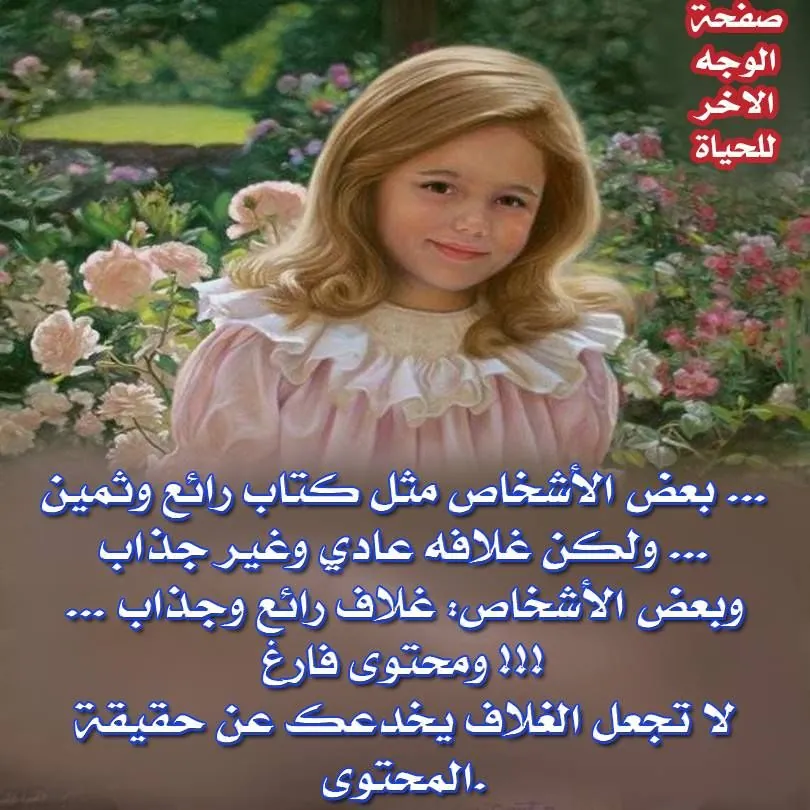 صفحة
الوجه
الاخر
للحياة
... بعض الأشخاص مثل كتاب رائع وثمين
... ولكن غلافه عادي وغير جذاب
وبعض الأشخاص: غلاف رائع وجذاب ...
!!! ومحتوى فارغ
لا تجعل الغلاف يخدعك عن حقيقة
.المحتوى